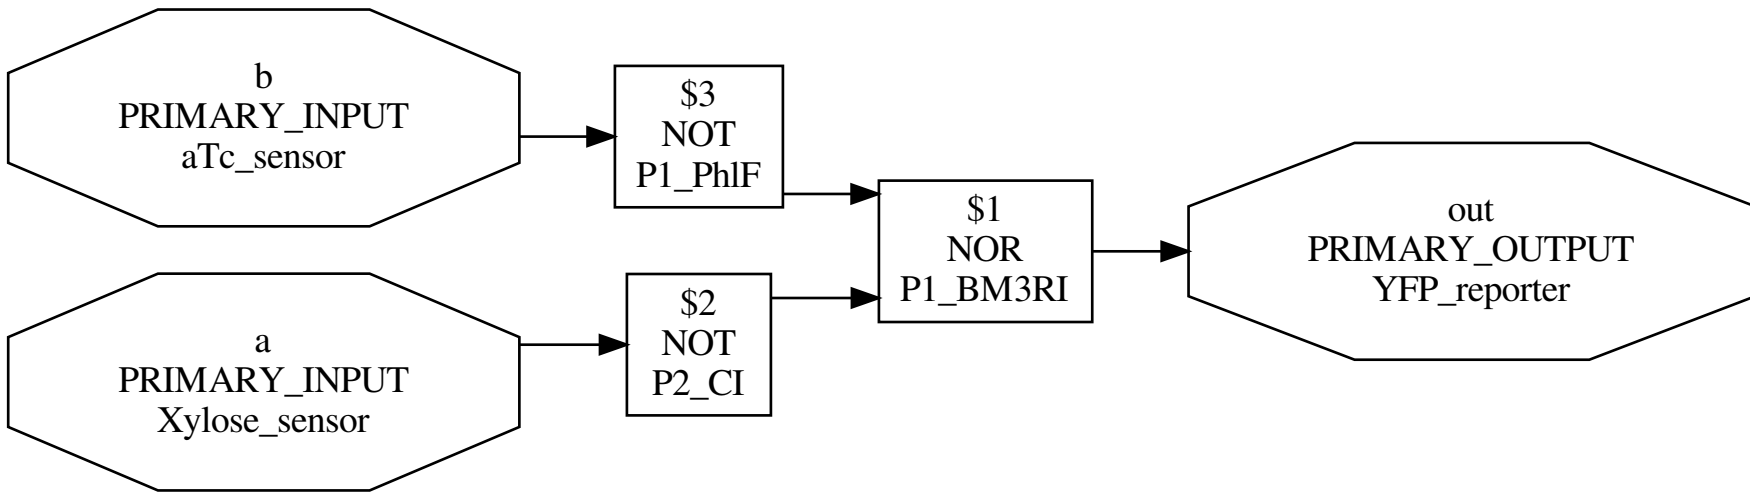 b
PRIMARY_INPUT
aTc_sensor
$3
NOT
P1_PhlF
a
PRIMARY_INPUT
Xylose_sensor
$2
NOT
P2_CI
$1
NOR
P1_BM3RI
out
PRIMARY_OUTPUT
YFP_reporter